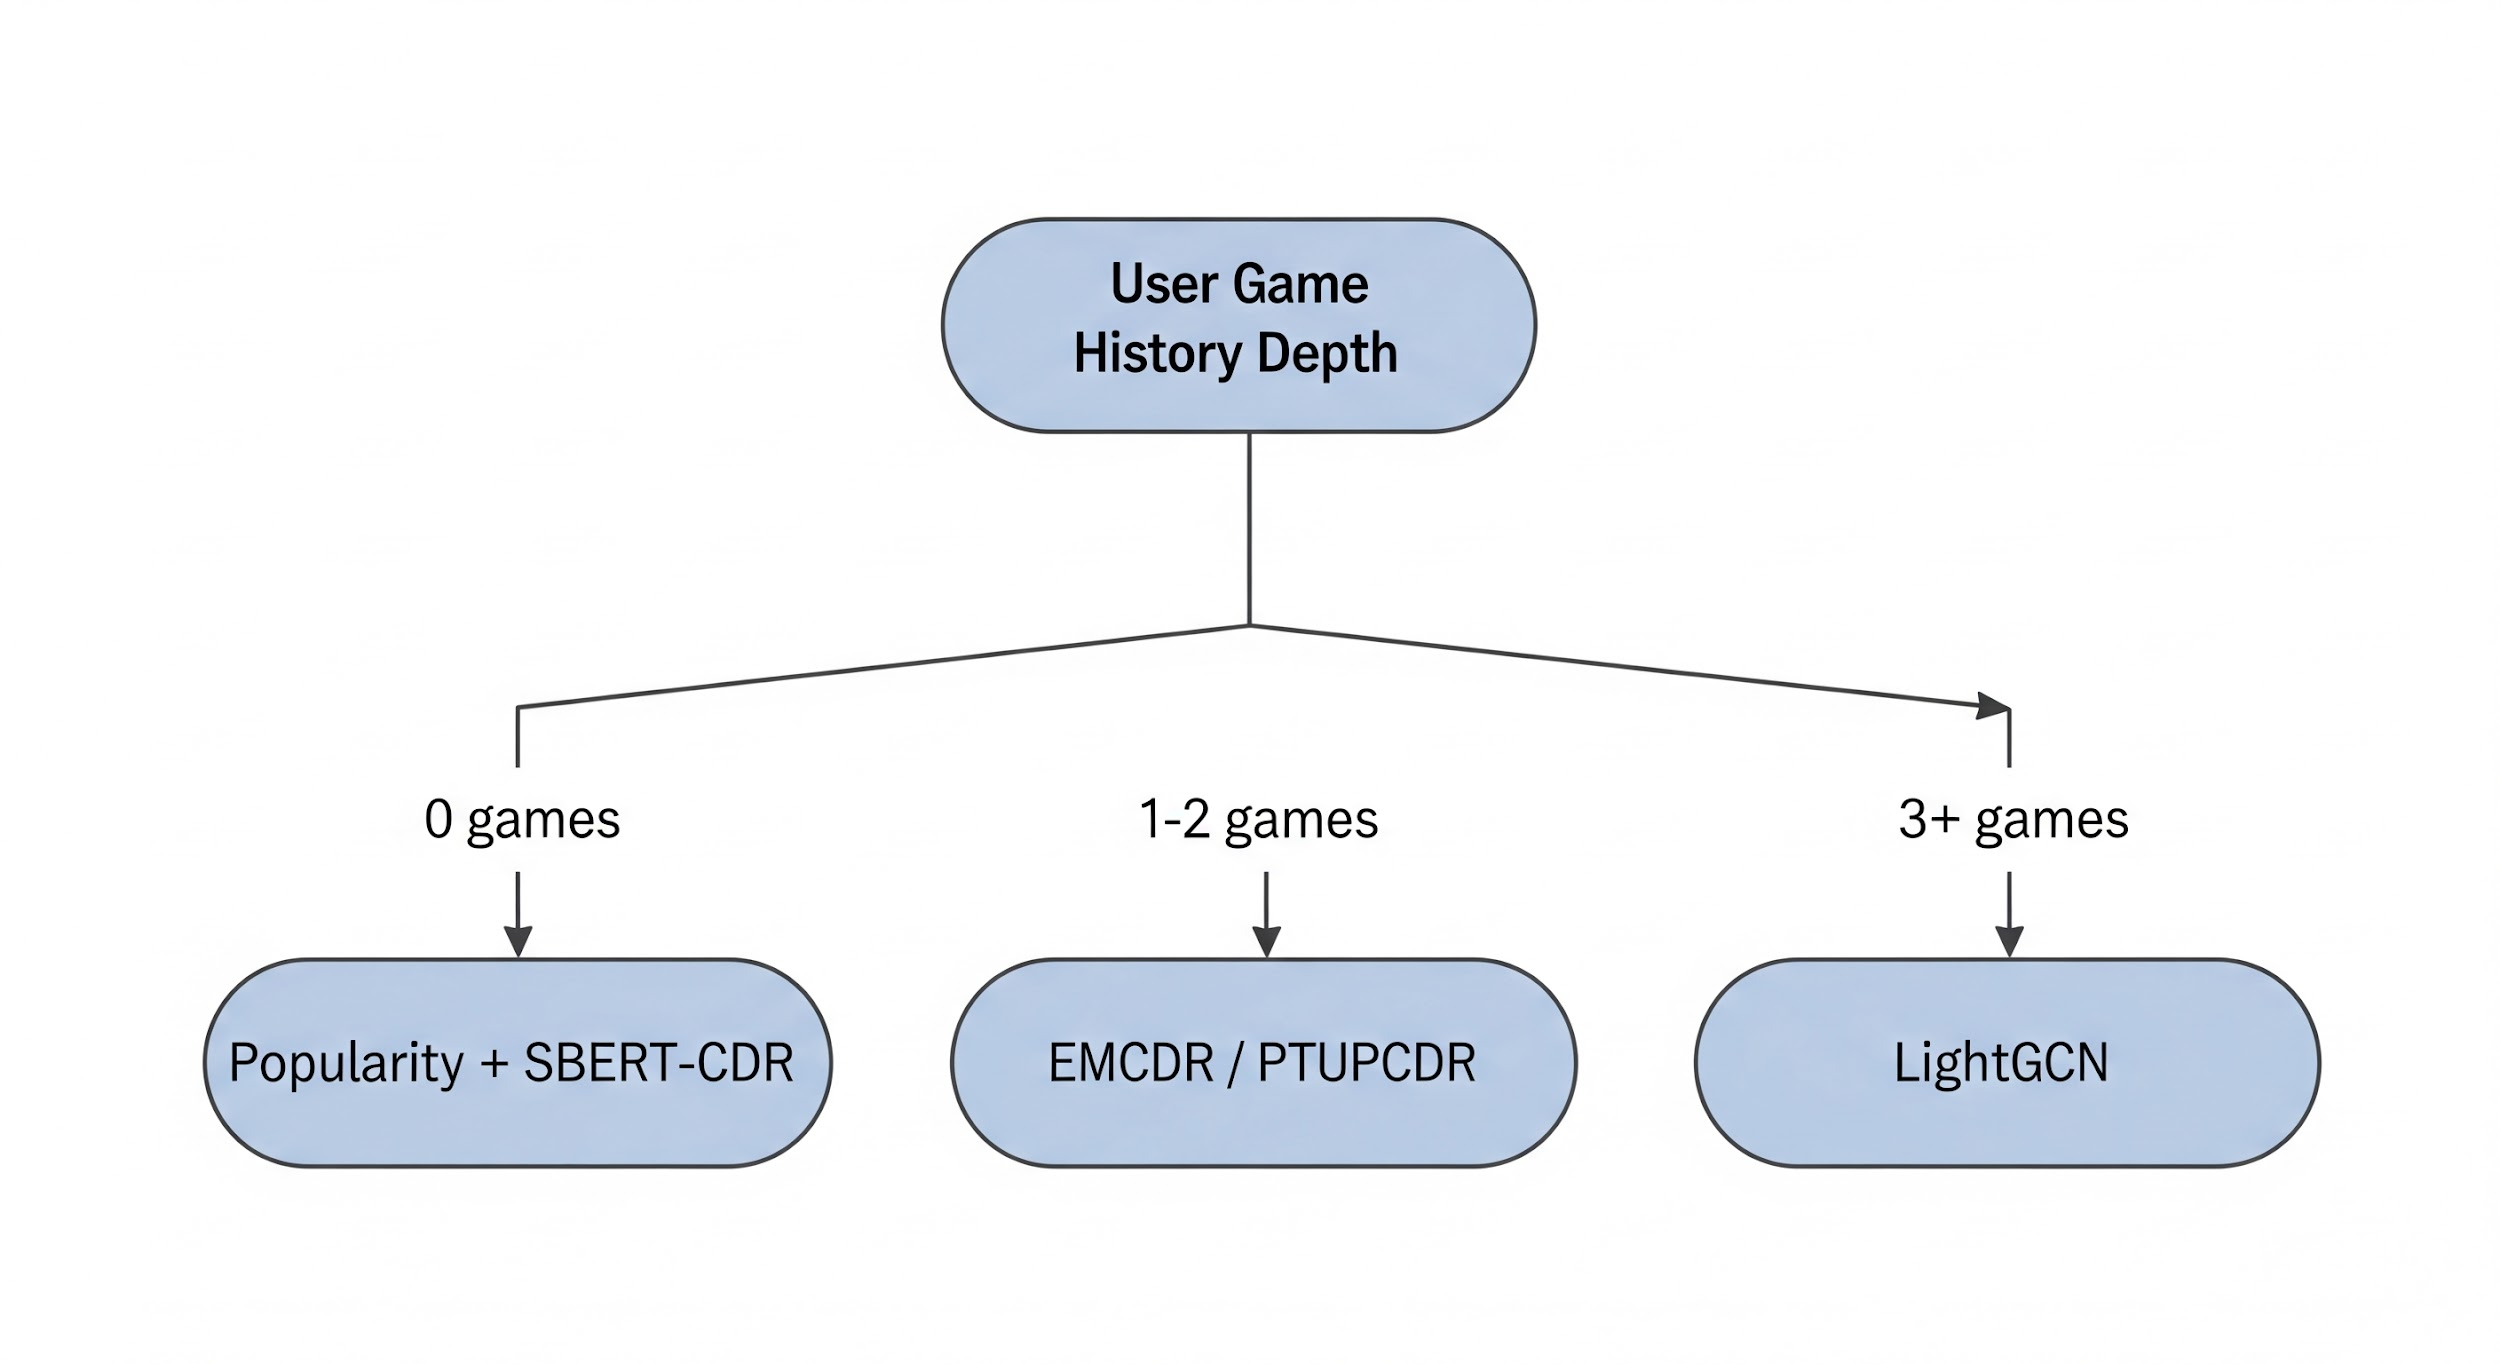 User Game
History Depth
0 games
1-2 games
3+ games
Popularity + SBERT-CDR
EMCDR / PTUPCDR
LightGCN